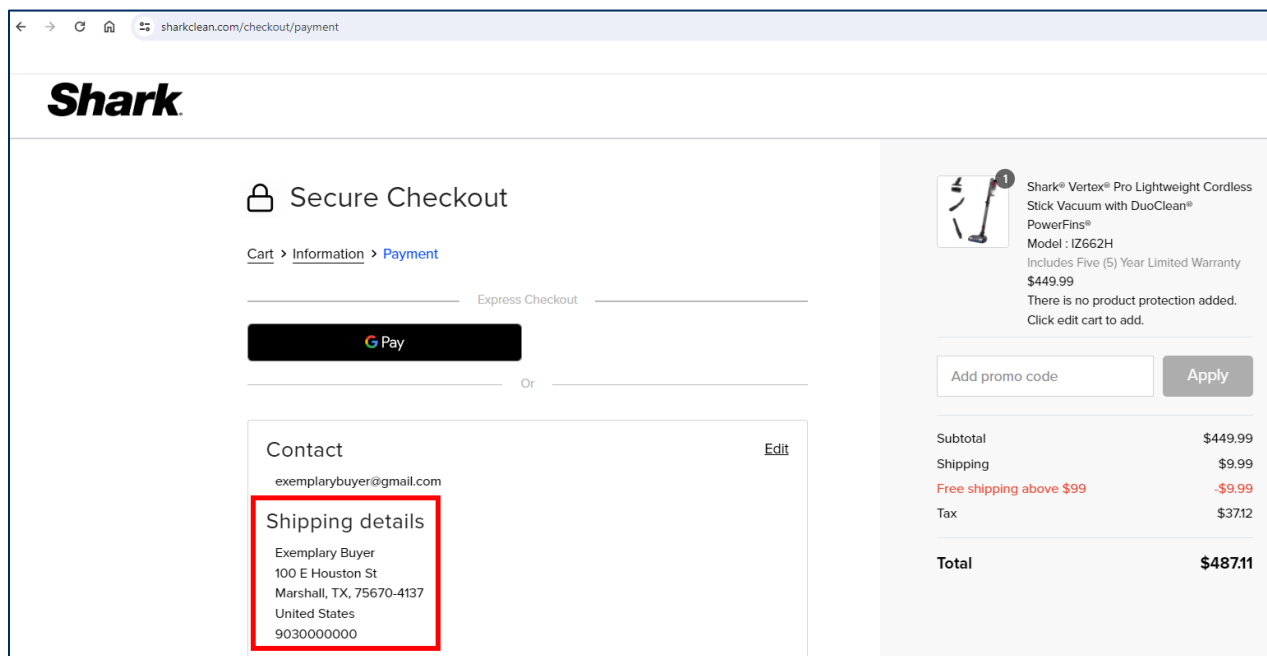 sharkclean.com/checkout/payment
Shark
Secure Checkout
Cart > Information > Payment
Express Checkout
G Pay
Or
Contact
Edit
exemplarybuyer@gmail.com
Shipping details
Exemplary Buyer
100 E Houston St
Marshall, TX, 75670-4137
United States
9030000000
1
Shark® Vertex® Pro Lightweight Cordless
Stick Vacuum with DuoClean®
PowerFins®
Model : IZ662H
Includes Five (5) Year Limited Warranty
$449.99
There is no product protection added.
Click edit cart to add.
Add promo code
Apply
Subtotal $449.99
Shipping $9.99
Free shipping above $99 -$9.99
Tax $37.12
Total $487.11